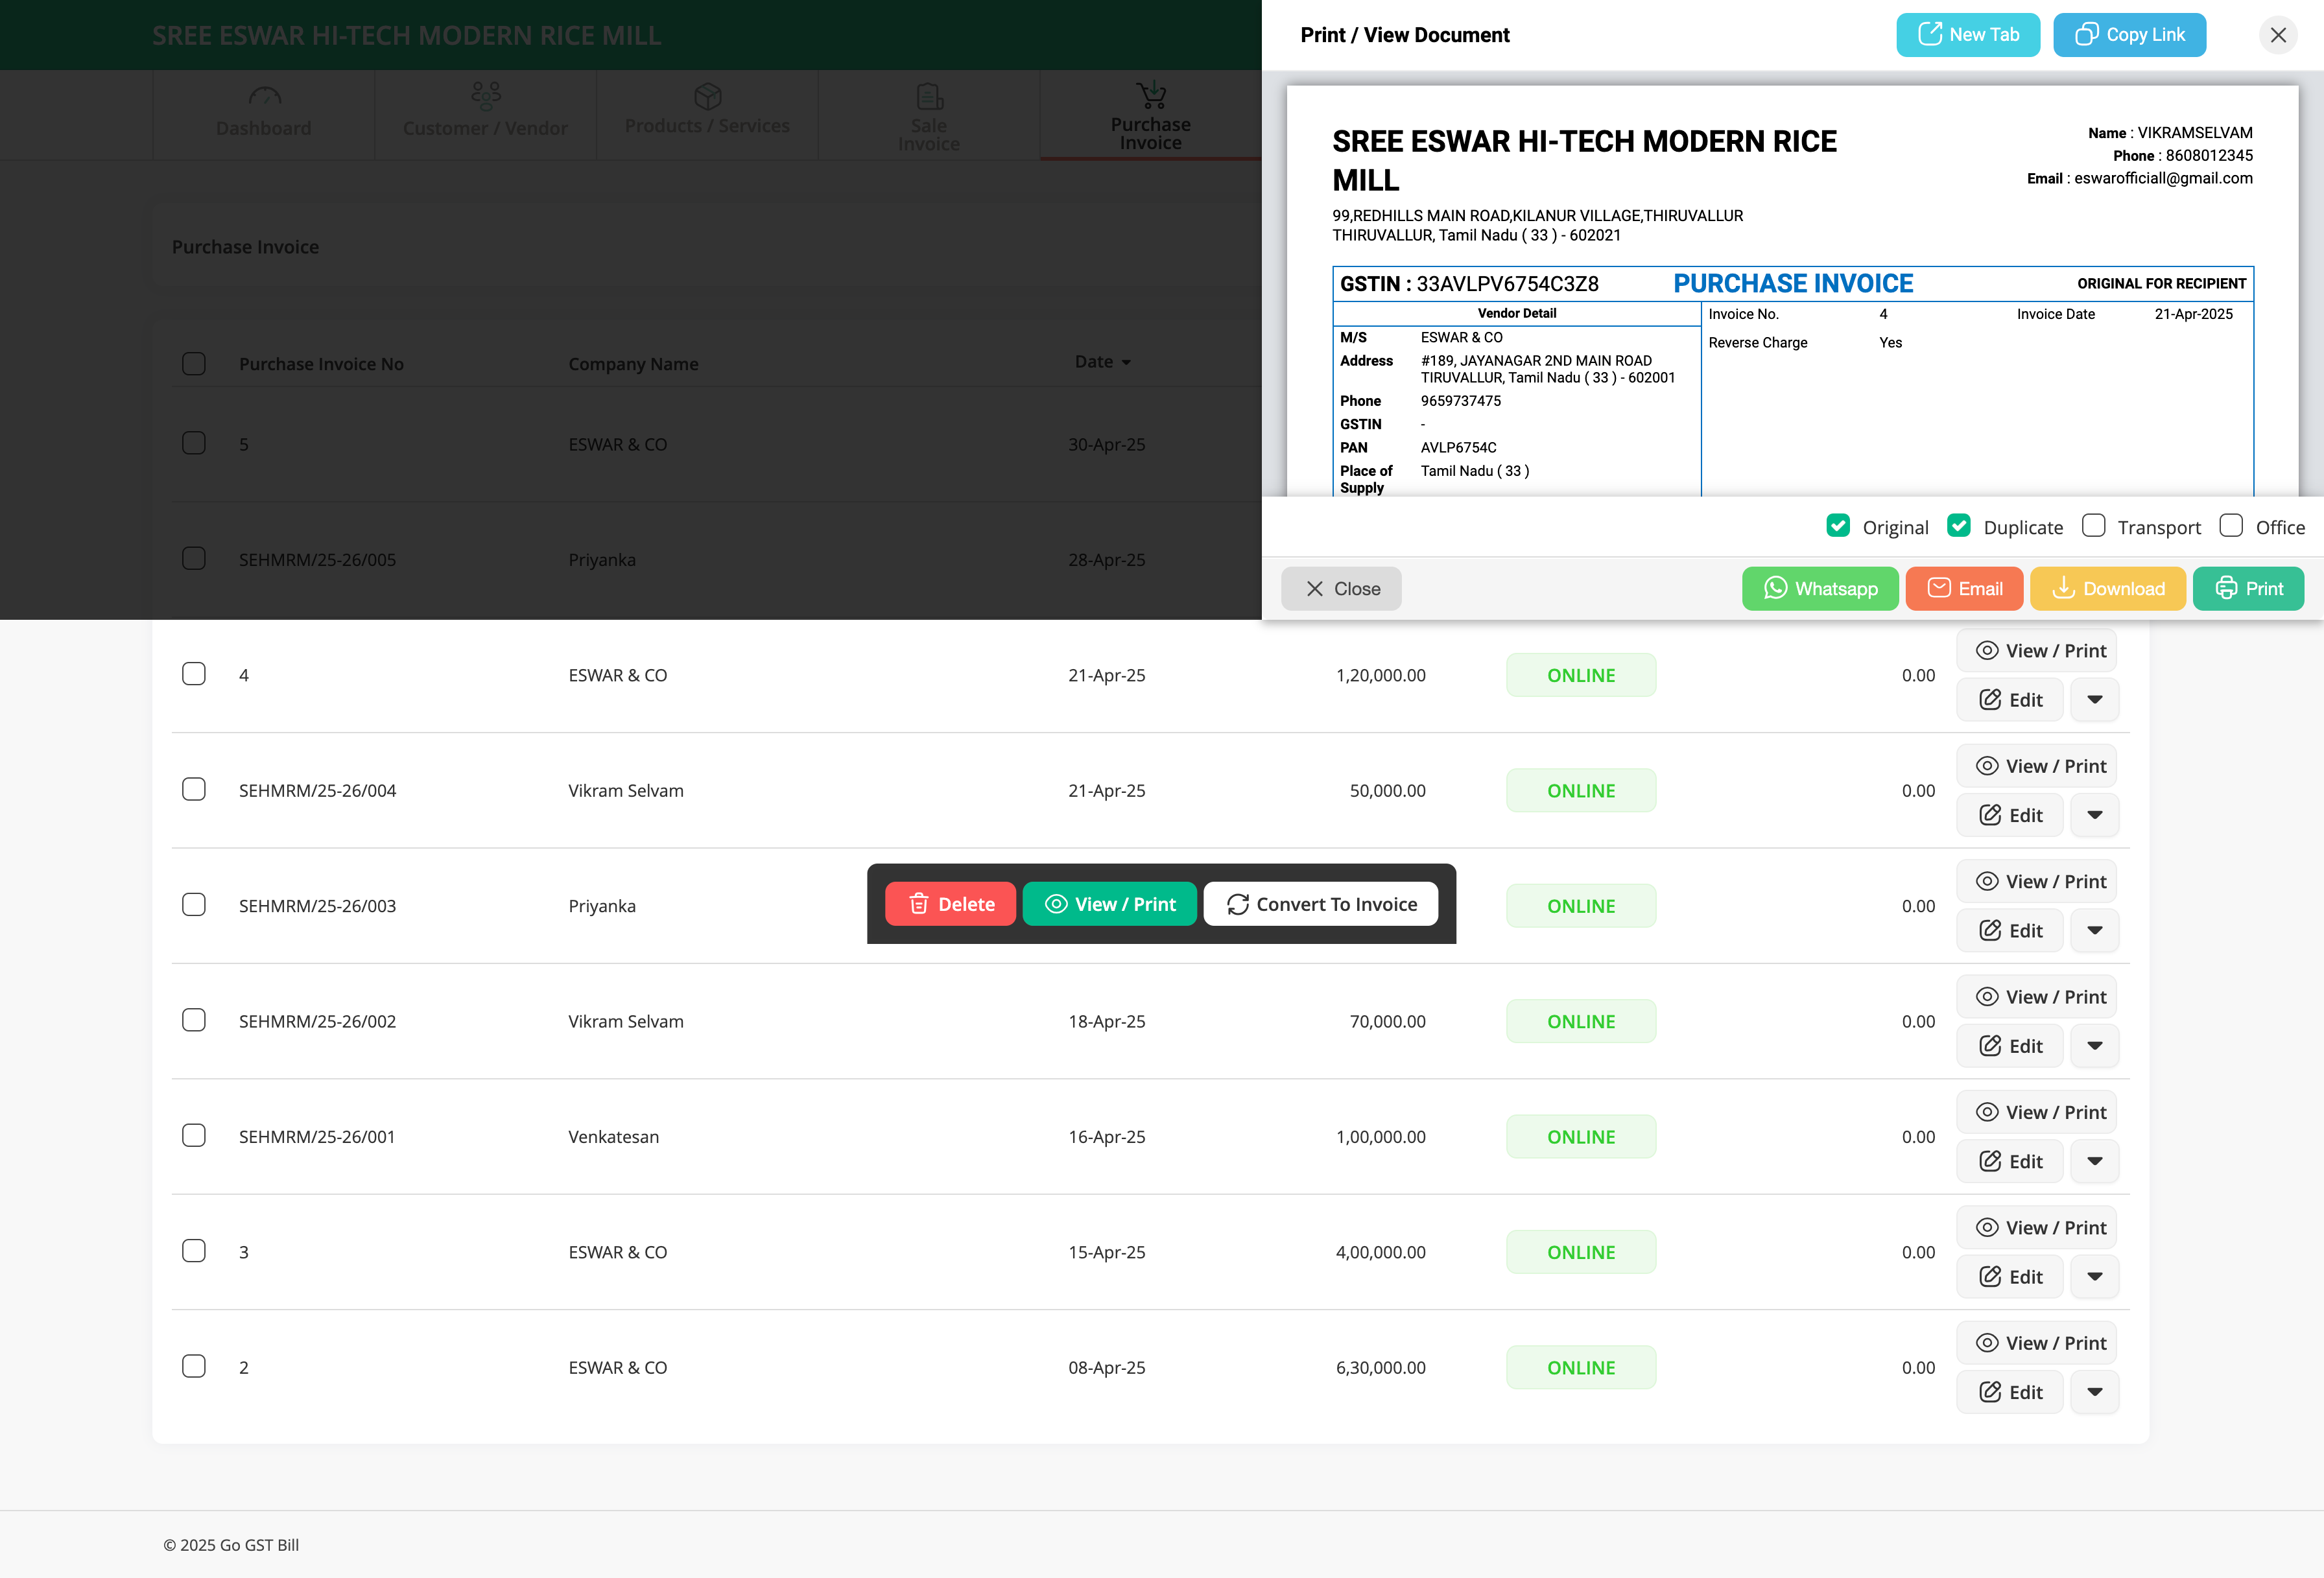 SREE ESWAR HI-TECH MODERN RICE MILL
Dashboard
Customer / Vendor
Products / Services
Sale
Invoice
Purchase
Invoice
Purchase Invoice
Purchase Invoice No Company Name Date
5 ESWAR & CO 30-Apr-25
SEHMRM/25-26/005 Priyanka 28-Apr-25
Print / View Document New Tab Copy Link
SREE ESWAR HI-TECH MODERN RICE
MILL
Name : VIKRAMSELVAM
Phone : 8608012345
Email : eswarofficiall@gmail.com
99,REDHILLS MAIN ROAD,KILANUR VILLAGE,THIRUVALLUR
THIRUVALLUR, Tamil Nadu ( 33 ) - 602021
GSTIN : 33AVLPV6754C3Z8 PURCHASE INVOICE ORIGINAL FOR RECIPIENT
Vendor Detail
M/S ESWAR & CO
Address #189, JAYANAGAR 2ND MAIN ROAD
TIRUVALLUR, Tamil Nadu ( 33 ) - 602001
Phone 9659737475
GSTIN -
PAN AVLP6754C
Place of Tamil Nadu ( 33 )
Supply
Invoice No. 4 Invoice Date 21-Apr-2025
Reverse Charge Yes
Original Duplicate Transport Office
Close Whatsapp Email Download Print
4 ESWAR & CO 21-Apr-25 1,20,000.00 ONLINE 0.00 View / Print
Edit
SEHMRM/25-26/004 Vikram Selvam 21-Apr-25 50,000.00 ONLINE 0.00 View / Print
Edit
SEHMRM/25-26/003 Priyanka ONLINE 0.00 View / Print
Edit
Delete View / Print Convert To Invoice
SEHMRM/25-26/002 Vikram Selvam 18-Apr-25 70,000.00 ONLINE 0.00 View / Print
Edit
SEHMRM/25-26/001 Venkatesan 16-Apr-25 1,00,000.00 ONLINE 0.00 View / Print
Edit
3 ESWAR & CO 15-Apr-25 4,00,000.00 ONLINE 0.00 View / Print
Edit
2 ESWAR & CO 08-Apr-25 6,30,000.00 ONLINE 0.00 View / Print
Edit
© 2025 Go GST Bill